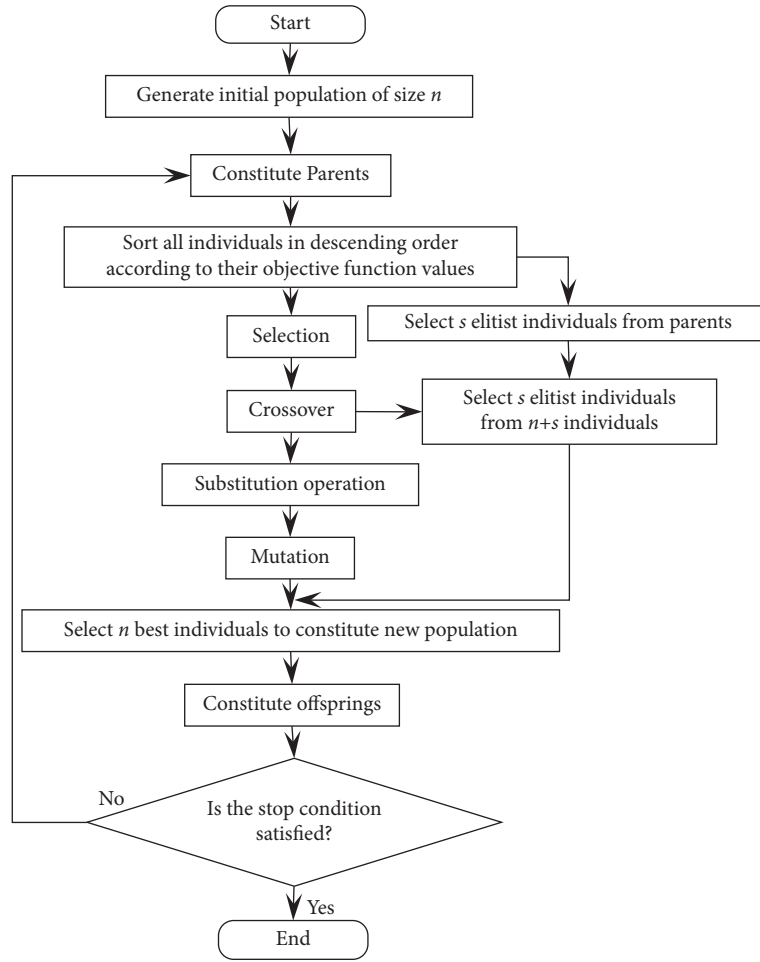 Start
Generate initial population of size n
Constitute Parents
Sort all individuals in descending order
according to their objective function values
Select s elitist individuals from parents
Selection
Select s elitist individuals
from n+s individuals
Crossover
Substitution operation
Mutation
Select n best individuals to constitute new population
Constitute offsprings
No
Is the stop condition
satisfied?
Yes
End